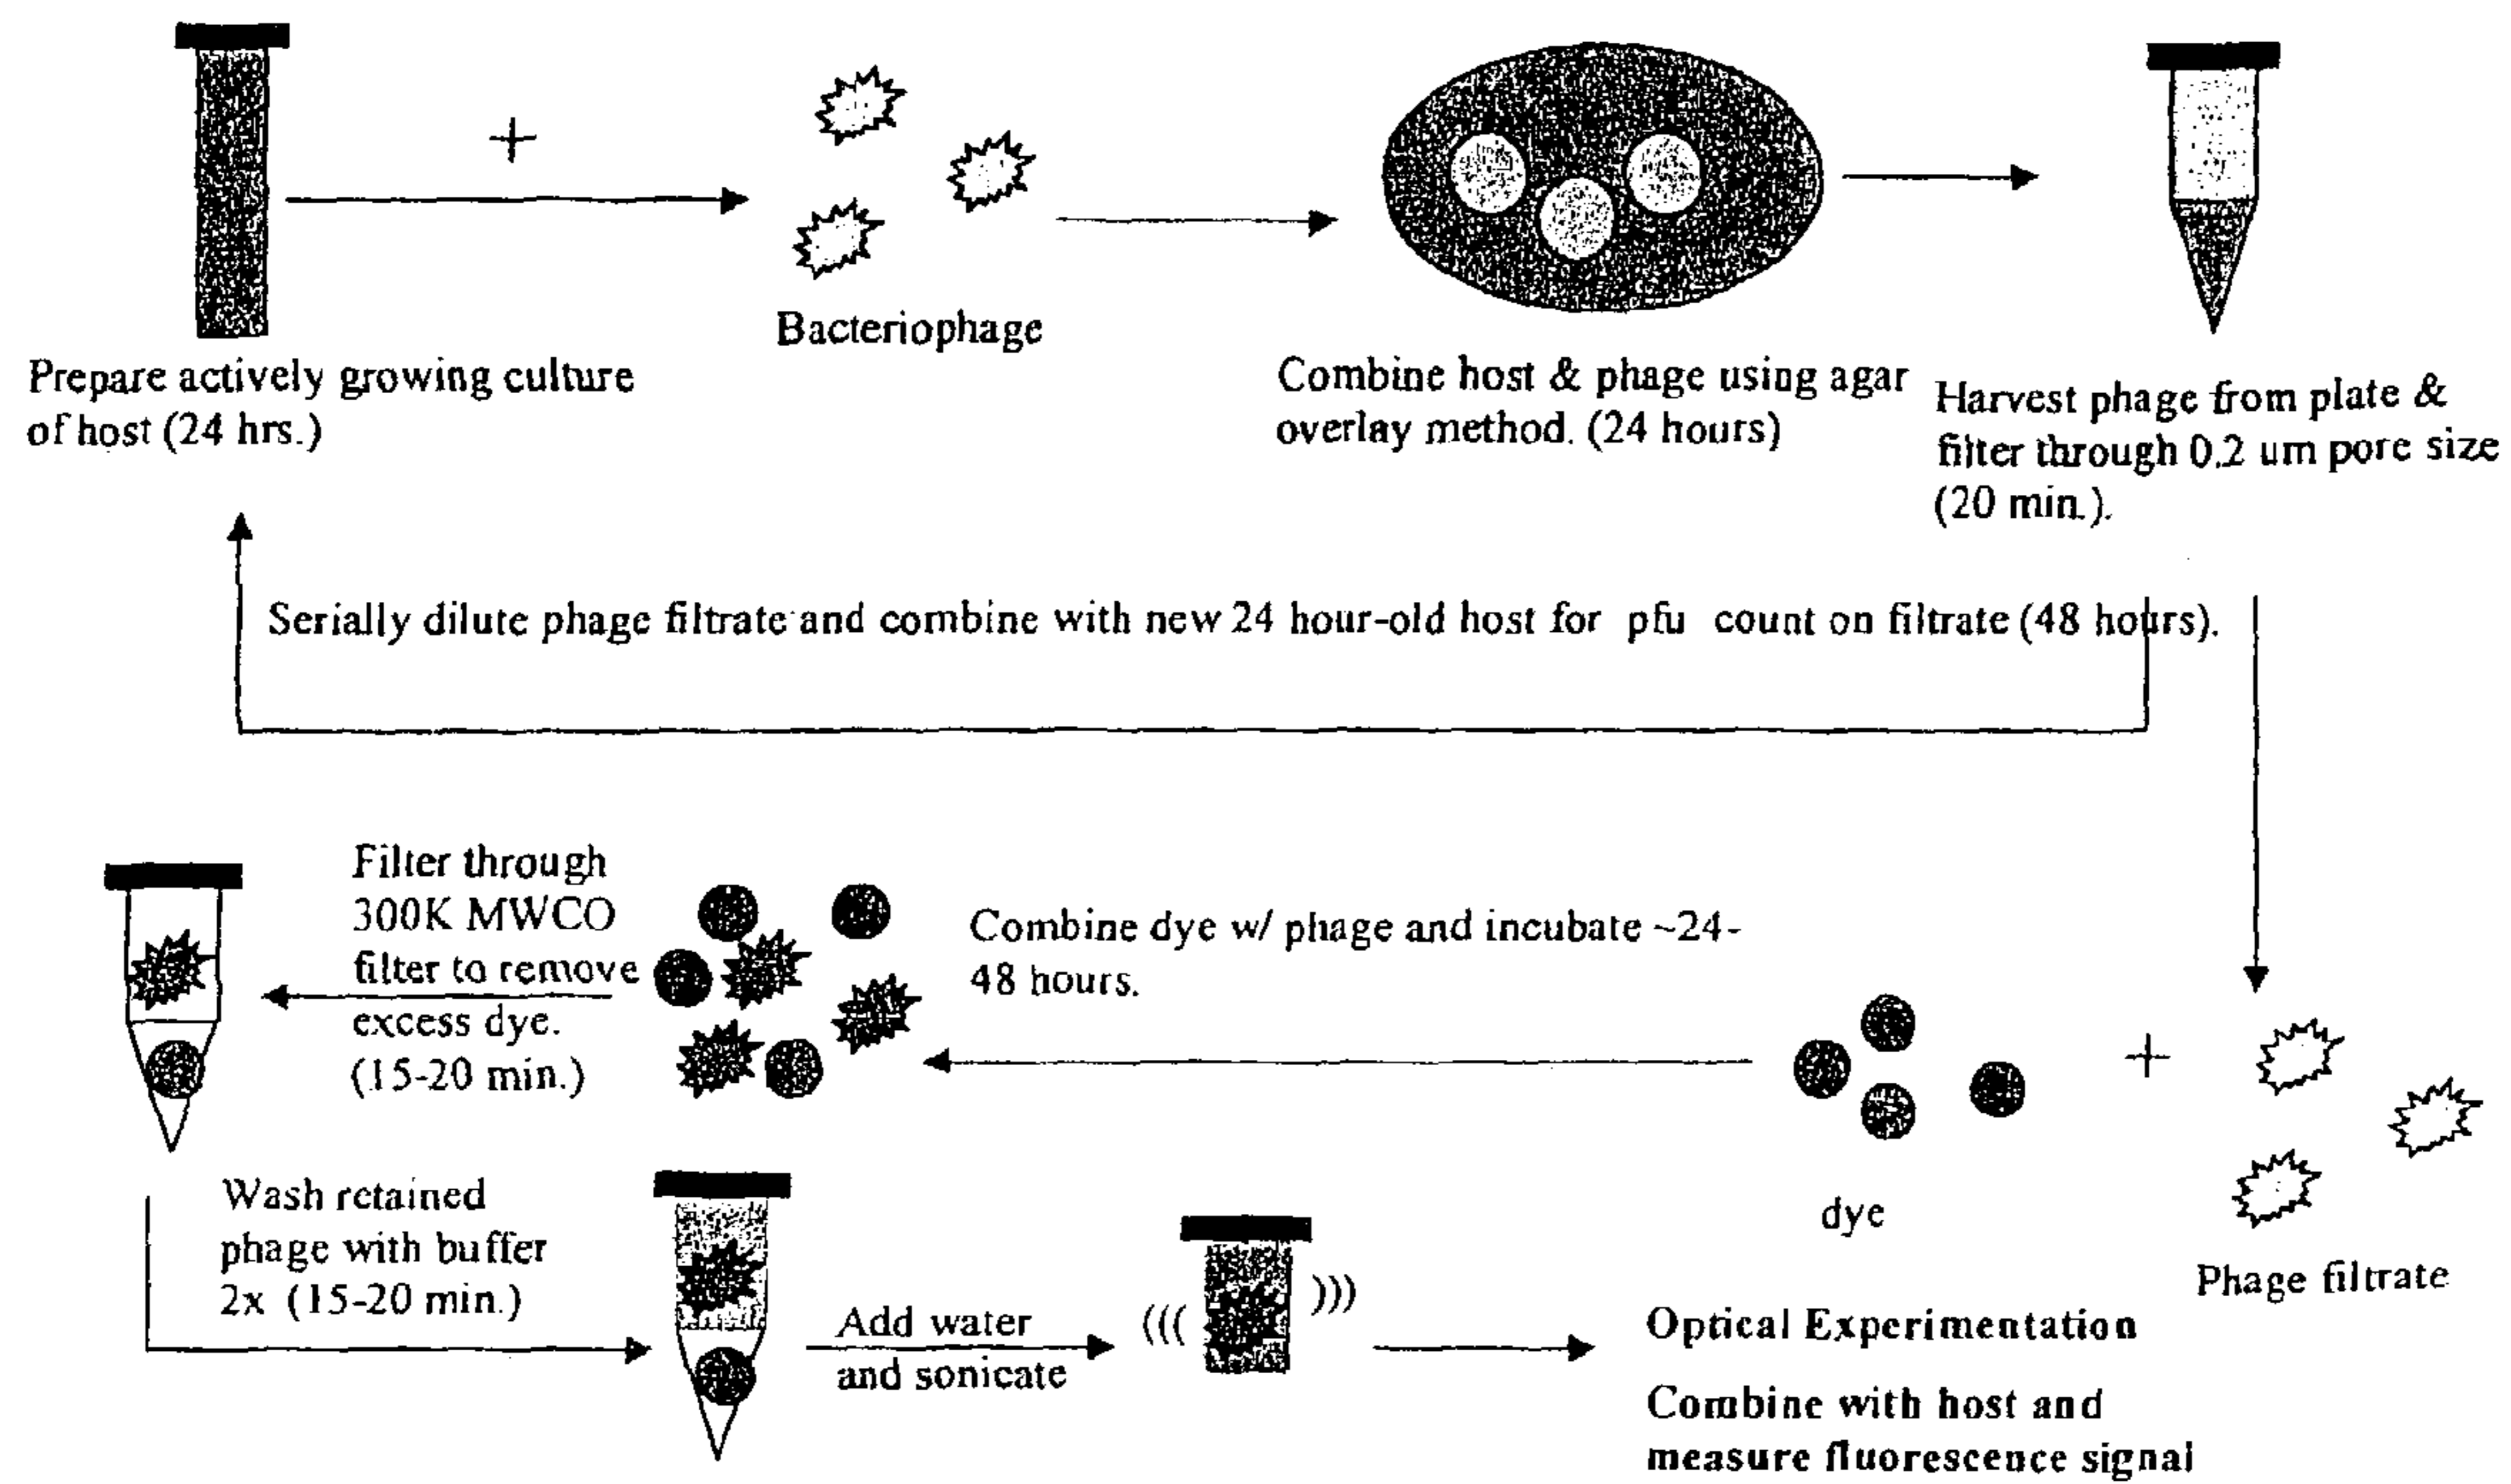 +
Bacteriophage
Prepare actively growing culture
of host (24 hrs.)
Combine host & phage using agar
overlay method. (24 hours)
Harvest phage from plate &
filter through 0.2 um pore size
(20 min.).
Serially dilute phage filtrate and combine with new 24 hour-old host for pfu count on filtrate (48 hours).
Filter through
300K MWCO
filter to remove
excess dye.
(15-20 min.)
Combine dye w/ phage and incubate ~24-
48 hours.
+
dye
Phage filtrate
Wash retained
phage with buffer
2x (15-20 min.)
Add water
and sonicate
((( )))
Optical Experimentation
Combine with host and
measure fluorescence signal